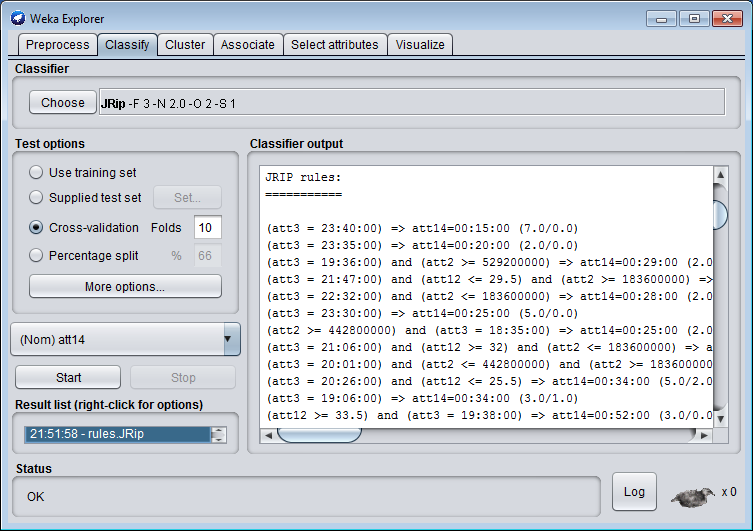 Weka Explorer
Preprocess Classify Cluster Associate Select attributes Visualize
Classifier
Choose JRip -F 3 -N 2.0 -O 2 -S 1
Test options
Use training set
Supplied test set Set...
Cross-validation Folds 10
Percentage split % 66
More options...
(Nom) att14
Start Stop
Result list (right-click for options)
21:51:58 - rules.JRip
Classifier output
JRIP rules:
===========
(att3 = 23:40:00) => att14=00:15:00 (7.0/0.0)
(att3 = 23:35:00) => att14=00:20:00 (2.0/0.0)
(att3 = 19:36:00) and (att2 >= 529200000) => att14=00:29:00 (2.0
(att3 = 21:47:00) and (att12 <= 29.5) and (att2 >= 183600000) =>
(att3 = 22:32:00) and (att2 <= 183600000) => att14=00:28:00 (2.0
(att3 = 23:30:00) => att14=00:25:00 (5.0/0.0)
(att2 >= 442800000) and (att3 = 18:35:00) => att14=00:25:00 (2.0
(att3 = 21:06:00) and (att12 >= 32) and (att2 <= 183600000) => a
(att3 = 20:01:00) and (att2 <= 442800000) and (att2 >= 183600000
(att3 = 20:26:00) and (att12 <= 25.5) => att14=00:34:00 (5.0/2.0
(att3 = 19:06:00) => att14=00:34:00 (3.0/1.0)
(att12 >= 33.5) and (att3 = 19:38:00) => att14=00:52:00 (3.0/0.0
Status
OK
Log x 0